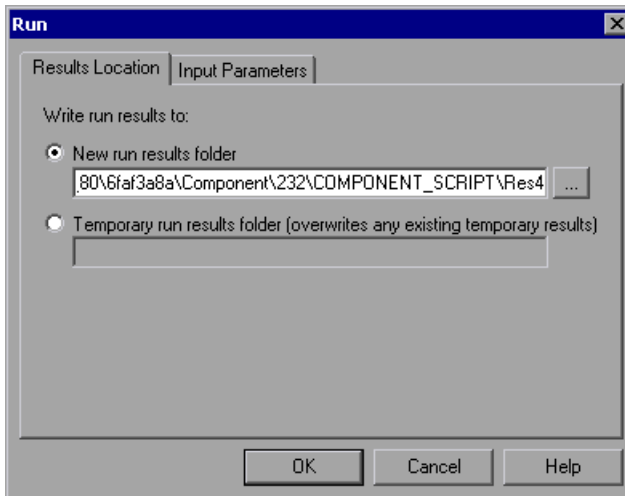 Run
Results Location
Input Parameters
Write run results to:
New run results folder
.80\6faf3a8a\Component\232\COMPONENT_SCRIPT\Res4
...
Temporary run results folder (overwrites any existing temporary results)
OK
Cancel
Help